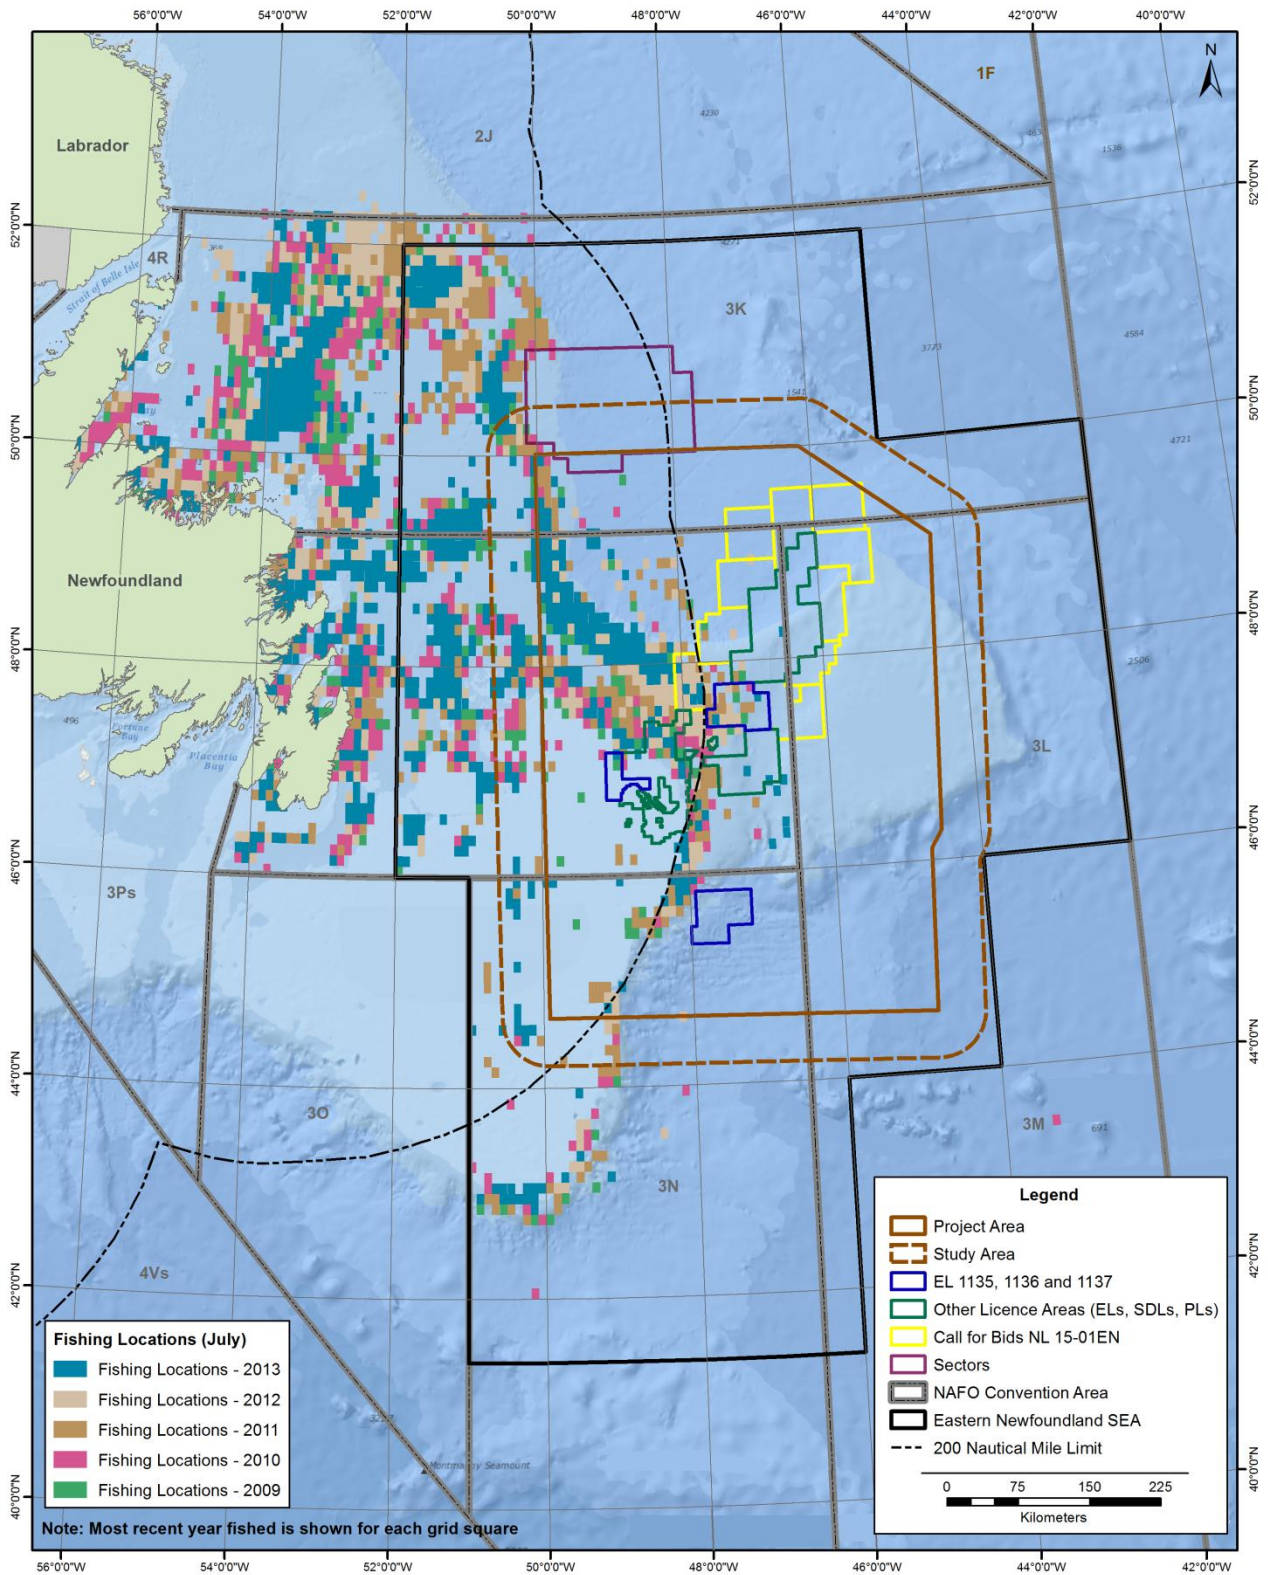 56°0'0"W 54°0'0"W 52°0'0"W 50°0'0"W 48°0'0"W 46°0'0"W 44°0'0"W 42°0'0"W 40°0'0"W
N
1F
4230
2J
463
1536
Labrador
52°0'0"N
52°0'0"N
4R
Strait of Belle Isle
4271
3K
4584
3773
1541
50°0'0"N
50°0'0"N
4721
Newfoundland
48°0'0"N
48°0'0"N
2506
496
Fortune
Bay
Placentia
Bay
3L
46°0'0"N
46°0'0"N
3Ps
44°0'0"N
44°0'0"N
3O
3M
691
3N
4Vs
42°0'0"N
42°0'0"N
Legend
Project Area
Study Area
EL 1135, 1136 and 1137
Other Licence Areas (ELs, SDLs, PLs)
Call for Bids NL 15-01EN
Sectors
NAFO Convention Area
Eastern Newfoundland SEA
200 Nautical Mile Limit
0 75 150 225
Kilometers
Fishing Locations (July)
Fishing Locations - 2013
Fishing Locations - 2012
Fishing Locations - 2011
Fishing Locations - 2010
Fishing Locations - 2009
Seamount
40°0'0"N
40°0'0"N
Note: Most recent year fished is shown for each grid square
56°0'0"W 54°0'0"W 52°0'0"W 50°0'0"W 48°0'0"W 46°0'0"W 44°0'0"W 42°0'0"W